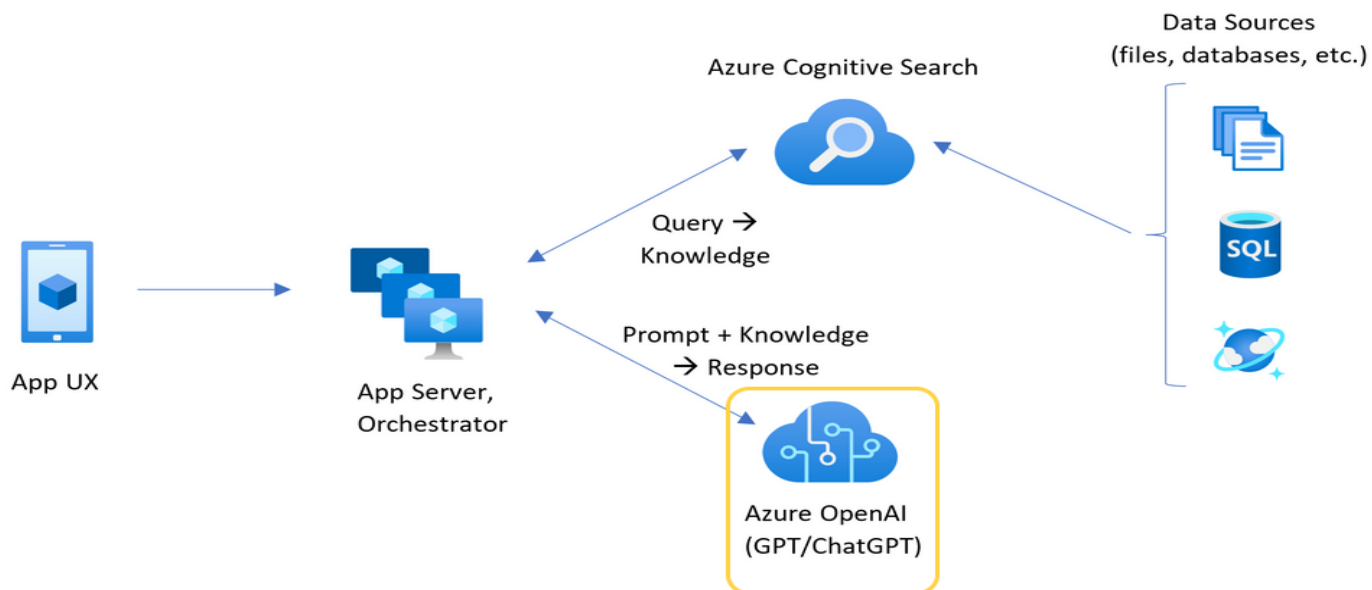 Data Sources
(files, databases, etc.)
Azure Cognitive Search
Query →
Knowledge
SQL
App UX
App Server,
Orchestrator
Prompt + Knowledge
→ Response
Azure OpenAI
(GPT/ChatGPT)